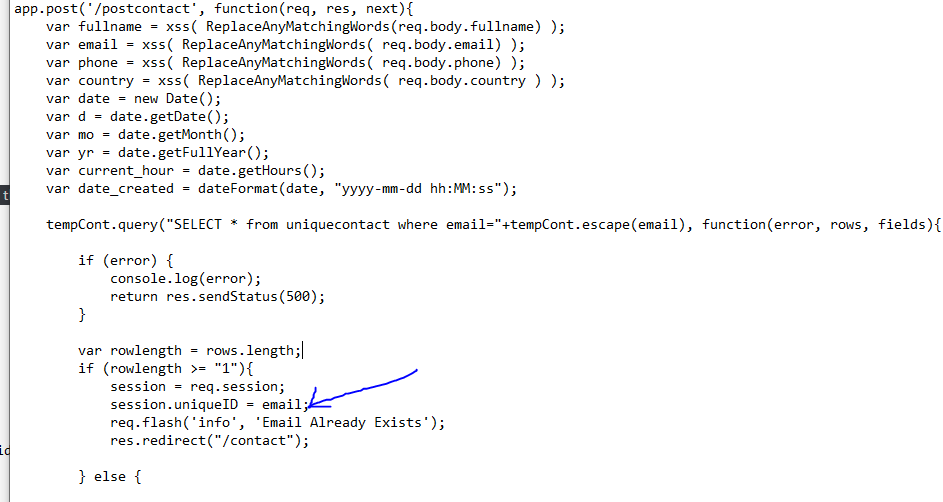 app.post('/postcontact', function(req, res, next){
    var fullname = xss( ReplaceAnyMatchingWords(req.body.fullname) );
    var email = xss( ReplaceAnyMatchingWords( req.body.email) );
    var phone = xss( ReplaceAnyMatchingWords( req.body.phone) );
    var country = xss( ReplaceAnyMatchingWords( req.body.country ) );
    var date = new Date();
    var d = date.getDate();
    var mo = date.getMonth();
    var yr = date.getFullYear();
    var current_hour = date.getHours();
    var date_created = dateFormat(date, "yyyy-mm-dd hh:MM:ss");
t
    tempCont.query("SELECT * from uniquecontact where email="+tempCont.escape(email), function(error, rows, fields){
        if (error) {
            console.log(error);
            return res.sendStatus(500);
        }
        var rowlength = rows.length;
        if (rowlength >= "1"){
            session = req.session;
            session.uniqueID = email;
            req.flash('info', 'Email Already Exists');
            res.redirect("/contact");
id
        } else {